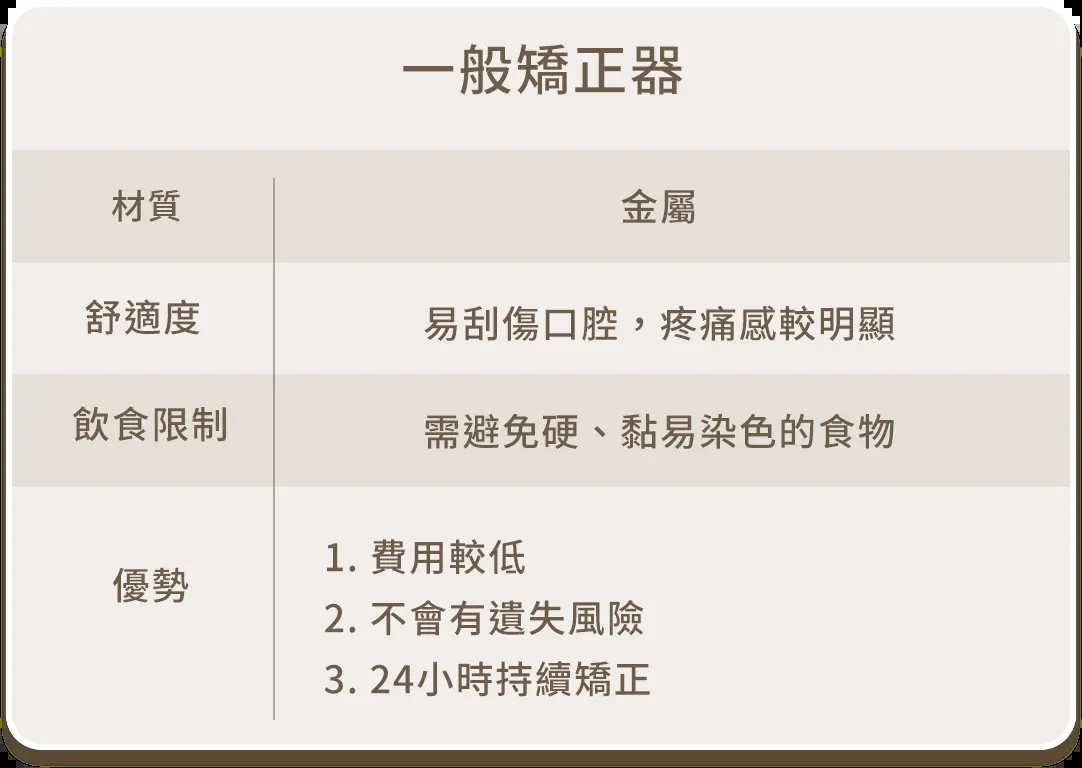 一般矯正器
材質
金屬
舒適度
易刮傷口腔，疼痛感較明顯
飲食限制
需避免硬、黏易染色的食物
優勢
1. 費用較低
2. 不會有遺失風險
3. 24小時持續矯正